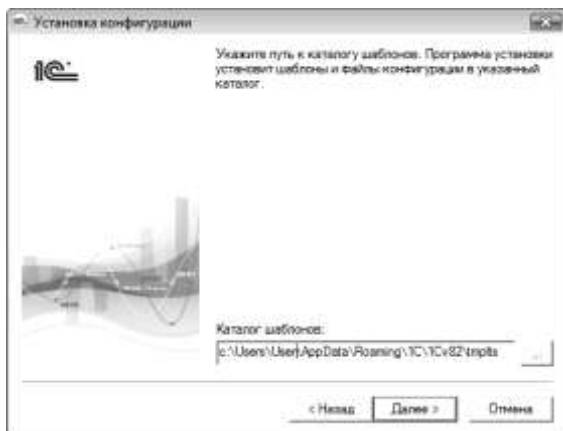 Установка конфигурации
1С
Укажите путь к каталогу шаблонов. Программа установки
установит шаблоны и файлы конфигурации в указанный
каталог.
Каталог шаблонов:
c:\Users\User\AppData\Roaming\1C\1Cv82\tmplts
...
< Назад
Далее >
Отмена